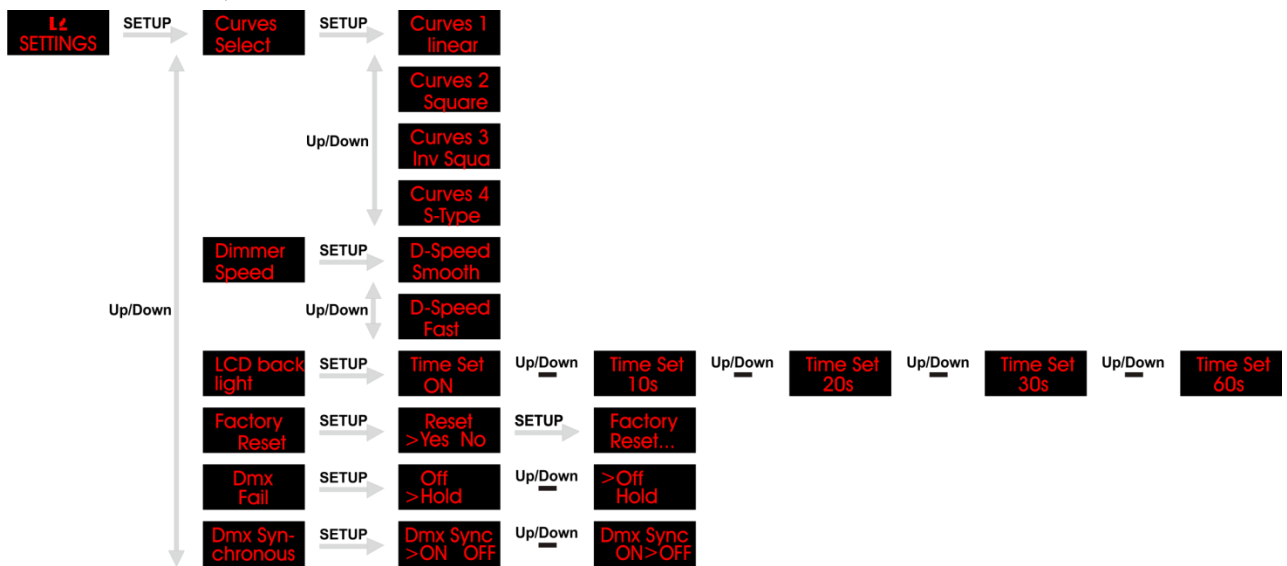 SETTINGS
SETUP
Curves
Select
SETUP
Curves 1
linear
Curves 2
Square
Up/Down
Curves 3
Inv Squa
Curves 4
S-Type
Dimmer
Speed
SETUP
D-Speed
Smooth
Up/Down
Up/Down
D-Speed
Fast
LCD back
light
SETUP
Time Set
ON
Up/Down
Time Set
10s
Up/Down
Time Set
20s
Up/Down
Time Set
30s
Up/Down
Time Set
60s
Factory
Reset
SETUP
Reset
>Yes No
SETUP
Factory
Reset...
Dmx
Fail
SETUP
Off
>Hold
Up/Down
>Off
Hold
Dmx Syn-
chronous
SETUP
Dmx Sync
>ON OFF
Up/Down
Dmx Sync
ON>OFF